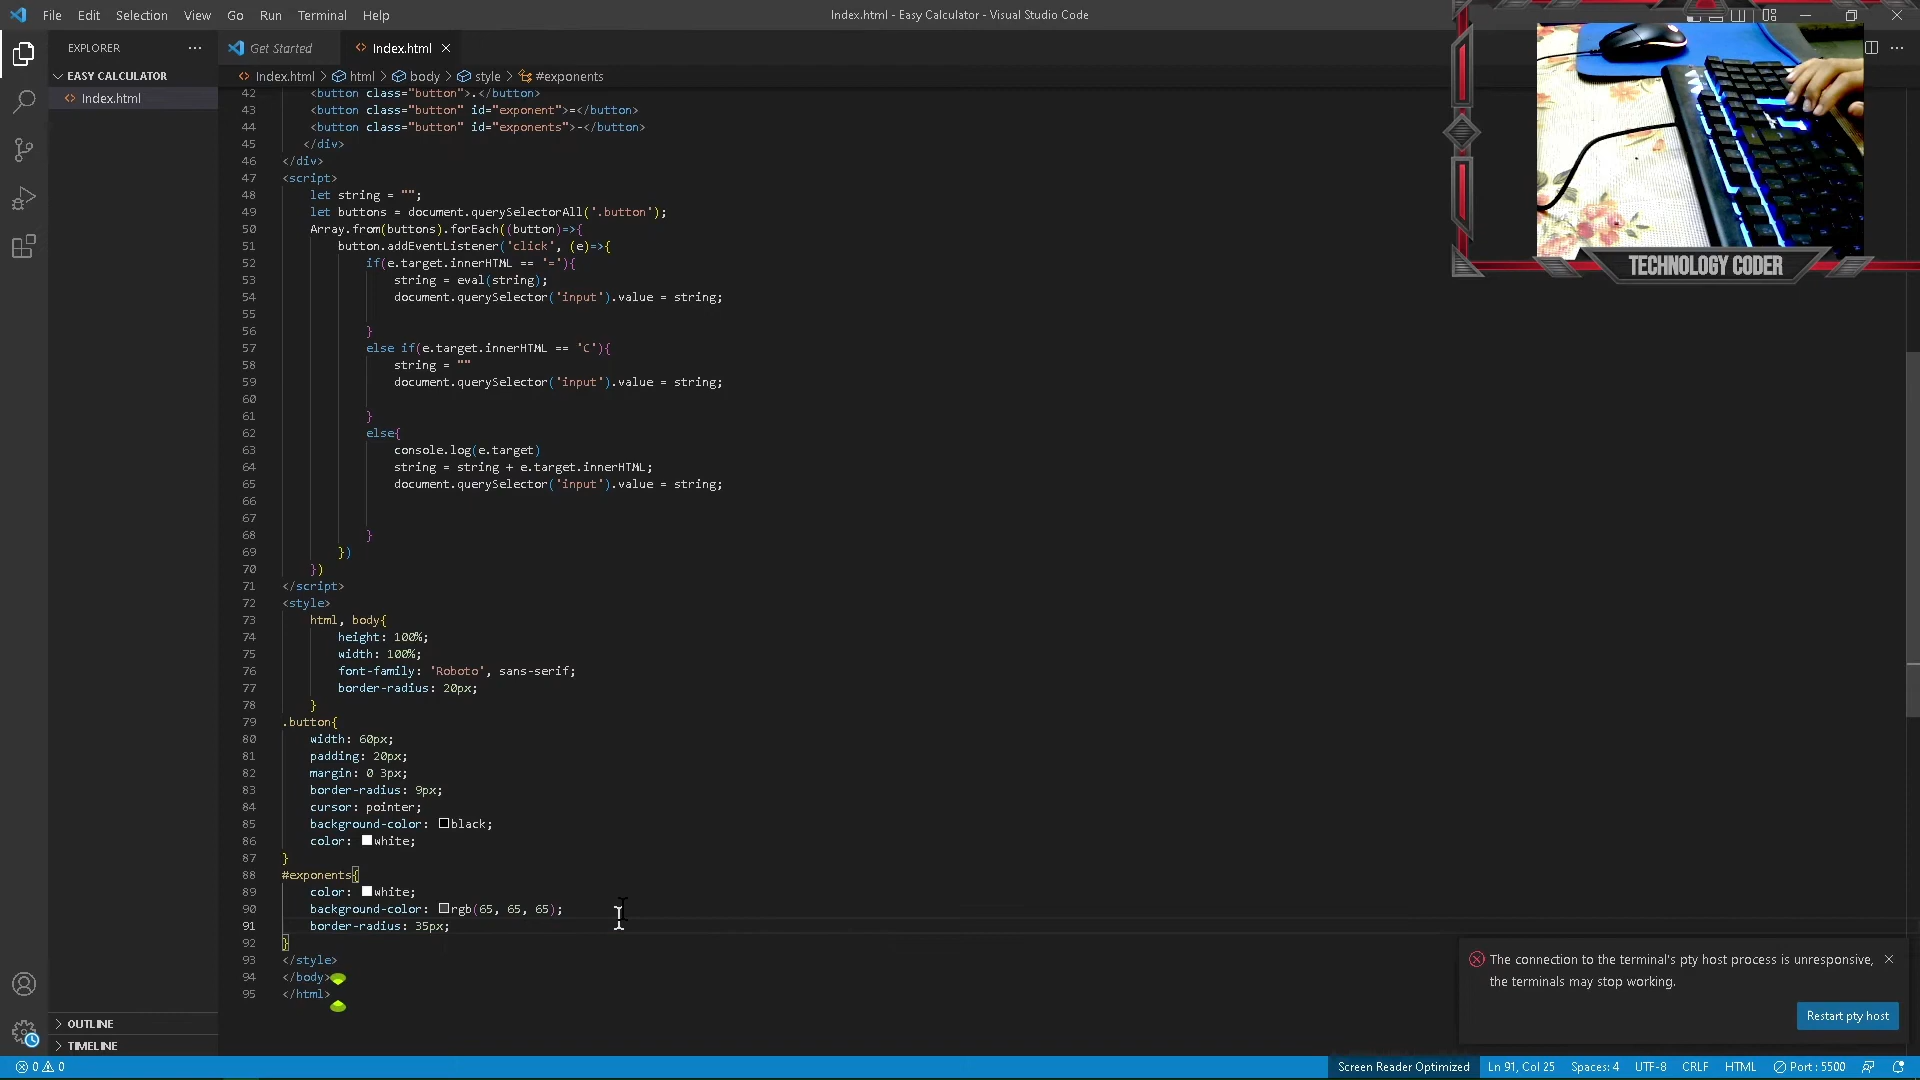 File Edit Selection View Go Run Terminal Help
Index.html - Easy Calculator - Visual Studio Code
EXPLORER
EASY CALCULATOR
Index.html
OUTLINE
TIMELINE
Get Started
Index.html
Index.html > html > body > style > #exponents
42 <button class="button">.</button>
43 <button class="button" id="exponent">=</button>
44 <button class="button" id="exponents">-</button>
45 </div>
46 </div>
47 <script>
48 let string = "";
49 let buttons = document.querySelectorAll('.button');
50 Array.from(buttons).forEach((button)=>{
51 button.addEventListener('click', (e)=>{
52 if(e.target.innerHTML == '='){
53 string = eval(string);
54 document.querySelector('input').value = string;
55
56 }
57 else if(e.target.innerHTML == 'C'){
58 string = ""
59 document.querySelector('input').value = string;
60
61 }
62 else{
63 console.log(e.target)
64 string = string + e.target.innerHTML;
65 document.querySelector('input').value = string;
66
67
68 }
69 })
70 })
71 </script>
72 <style>
73 html, body{
74 height: 100%;
75 width: 100%;
76 font-family: 'Roboto', sans-serif;
77 border-radius: 20px;
78 }
79 .button{
80 width: 60px;
81 padding: 20px;
82 margin: 0 3px;
83 border-radius: 9px;
84 cursor: pointer;
85 background-color: black;
86 color: white;
87 }
88 #exponents{
89 color: white;
90 background-color: rgb(65, 65, 65);
91 border-radius: 35px;
92 }
93 </style>
94 </body>
95 </html>
TECHNOLOGY CODER
The connection to the terminal's pty host process is unresponsive,
the terminals may stop working.
Restart pty host
0 0
Screen Reader Optimized Ln 91, Col 25 Spaces: 4 UTF-8 CRLF HTML Port : 5500